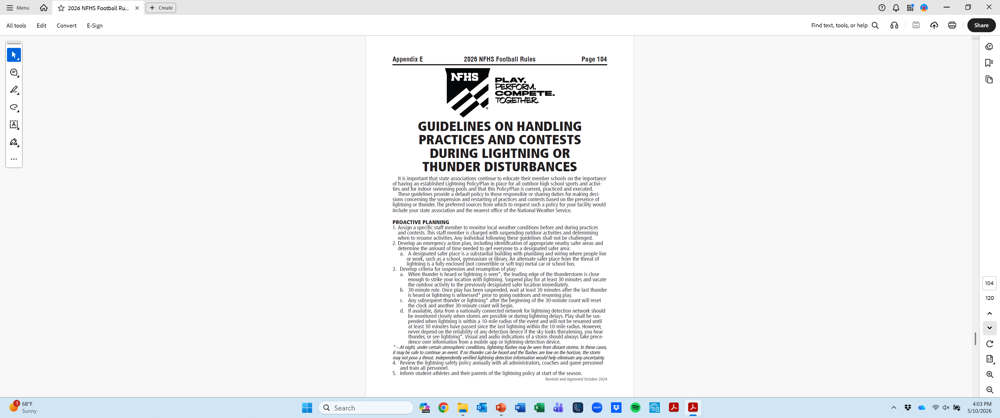 Menu
2026 NFHS Football Ru...
Create
All tools
Edit
Convert
E-Sign
Find text, tools, or help
Share
Appendix E 2026 NFHS Football Rules Page 104
NFHS
®
PLAY.
PERFORM.
COMPETE.
TOGETHER.
GUIDELINES ON HANDLING
PRACTICES AND CONTESTS
DURING LIGHTNING OR
THUNDER DISTURBANCES
It is important that state associations continue to educate their member schools on the importance
of having an established Lightning Policy/Plan in place for all outdoor high school sports and activi-
ties and for indoor swimming pools and that this Policy/Plan is current, practiced and executed.
These guidelines provide a default policy to those responsible or sharing duties for making deci-
sions concerning the suspension and restarting of practices and contests based on the presence of
lightning or thunder. The preferred sources from which to request such a policy for your facility would
include your state association and the nearest office of the National Weather Service.
PROACTIVE PLANNING
1. Assign a specific staff member to monitor local weather conditions before and during practices
and contests. This staff member is charged with suspending outdoor activities and determining
when to resume activities. Any individual following these guidelines shall not be challenged.
2. Develop an emergency action plan, including identification of appropriate nearby safer areas and
determine the amount of time needed to get everyone to a designated safer area:
a. A designated safer place is a substantial building with plumbing and wiring where people live
or work, such as a school, gymnasium or library. An alternate safer place from the threat of
lightning is a fully enclosed (not convertible or soft top) metal car or school bus.
3. Develop criteria for suspension and resumption of play:
a. When thunder is heard or lightning is seen*, the leading edge of the thunderstorm is close
enough to strike your location with lightning. Suspend play for at least 30 minutes and vacate
the outdoor activity to the previously designated safer location immediately.
b. 30-minute rule. Once play has been suspended, wait at least 30 minutes after the last thunder
is heard or lightning is witnessed* prior to going outdoors and resuming play.
c. Any subsequent thunder or lightning* after the beginning of the 30-minute count will reset
the clock and another 30-minute count will begin.
d. If available, data from a nationally connected network for lightning detection network should
be monitored closely when storms are possible or during lightning delays. Play shall be sus-
pended when lightning is within a 10-mile radius of the event and will not be resumed until
at least 30 minutes have passed since the last lightning within the 10-mile radius. However,
never depend on the reliability of any detection device if the sky looks threatening, you hear
thunder, or see lightning*. Visual and audio indications of a storm should always take prece-
dence over information from a mobile app or lightning-detection device.
* – At night, under certain atmospheric conditions, lightning flashes may be seen from distant storms. In these cases,
it may be safe to continue an event. If no thunder can be heard and the flashes are low on the horizon, the storm
may not pose a threat. Independently verified lightning detection information would help eliminate any uncertainty.
4. Review the lightning safety policy annually with all administrators, coaches and game personnel
and train all personnel.
5. Inform student-athletes and their parents of the lightning policy at start of the season.
Revised and Approved October 2024
104
120
1
68°F
Sunny
Search
M365
zoom
4:03 PM
5/10/2026